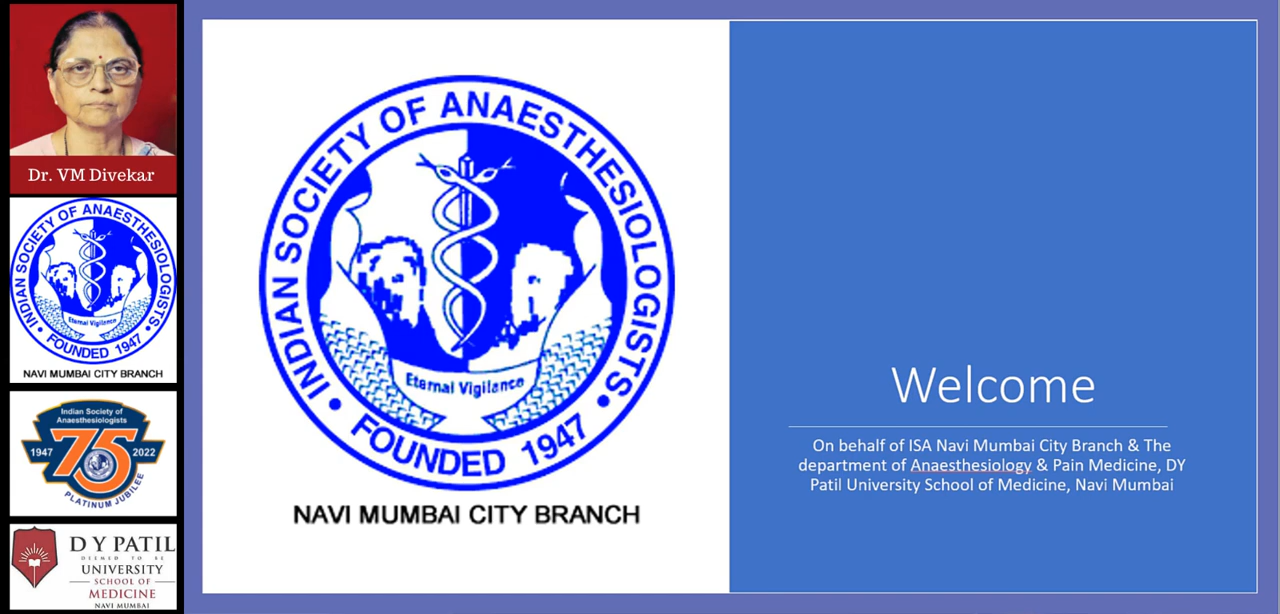 Dr. VM Divekar
INDIAN SOCIETY OF ANAESTHESIOLOGISTS
Eternal Vigilance
FOUNDED 1947
NAVI MUMBAI CITY BRANCH
Indian Society of
Anaesthesiologists
1947 75 2022
PLATINUM JUBILEE
D Y PATIL
DEEMED TO BE
UNIVERSITY
SCHOOL OF
MEDICINE
NAVI MUMBAI
INDIAN SOCIETY OF ANAESTHESIOLOGISTS
Eternal Vigilance
FOUNDED 1947
NAVI MUMBAI CITY BRANCH
Welcome
On behalf of ISA Navi Mumbai City Branch & The
department of Anaesthesiology & Pain Medicine, DY
Patil University School of Medicine, Navi Mumbai